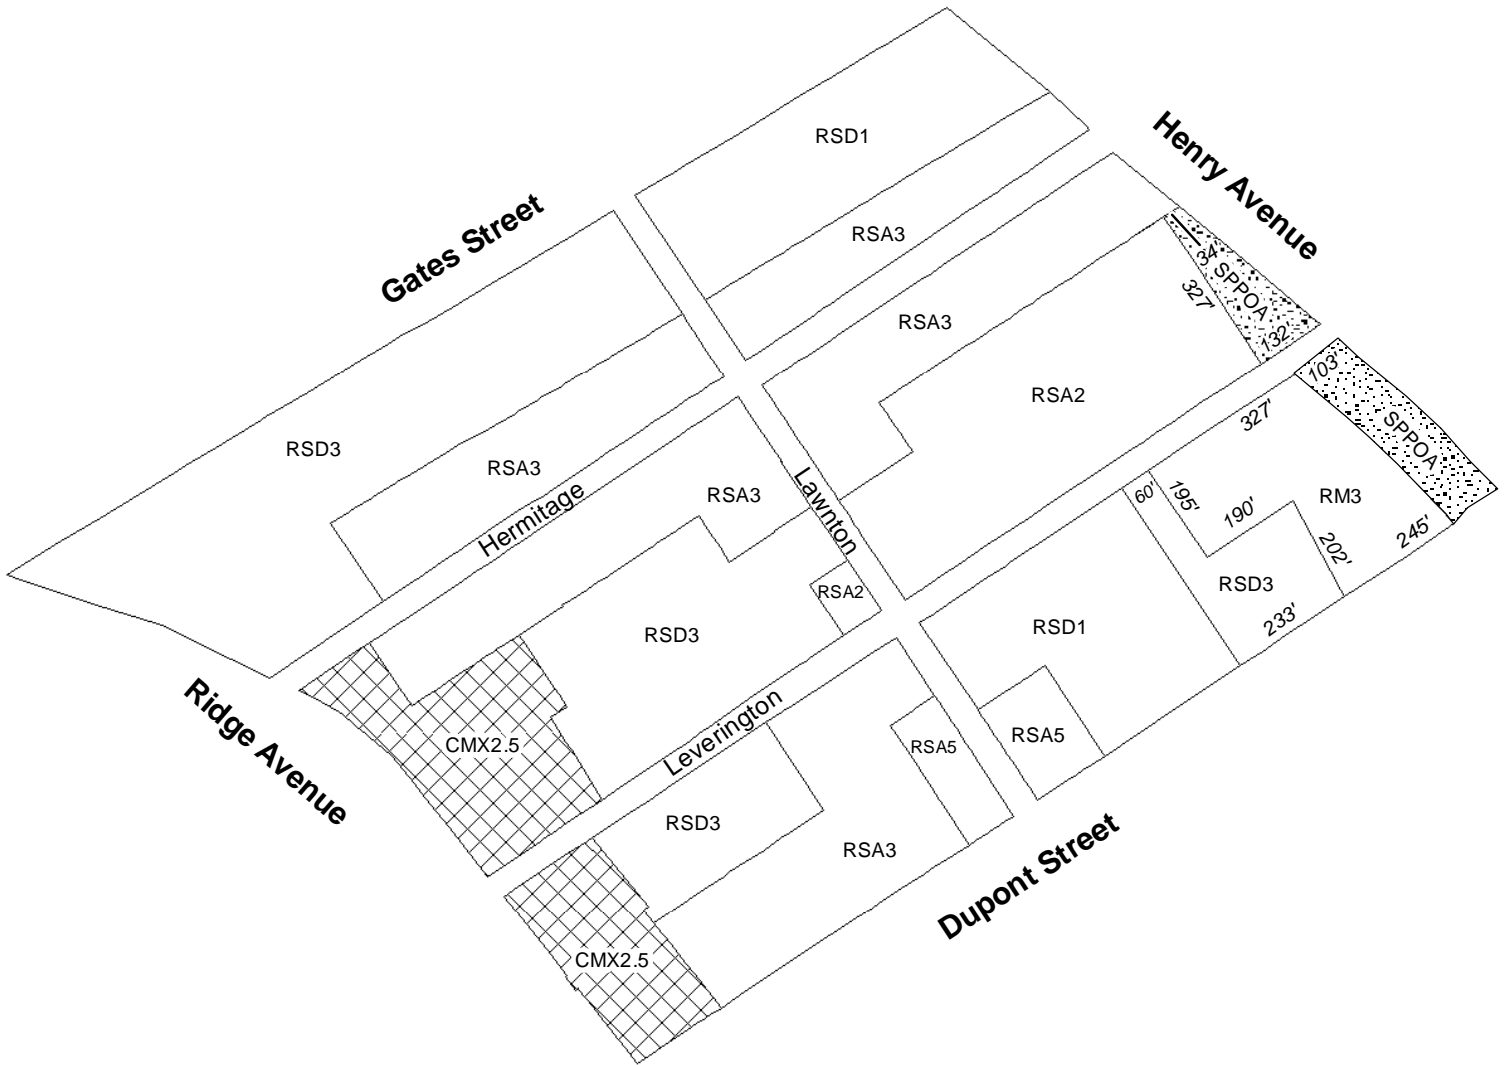 RSD1
Henry Avenue
Gates Street
RSA3
34'
SPPOA
327'
RSA3
132'
103'
RSA2
327'
SPPOA
RSD3
RSA3
RSA3
Hermitage
Lawnton
60'
195'
190'
RM3
202'
245'
RSA2
RSD3
RSD3
233'
RSD1
Ridge Avenue
CMX2.5
Leverington
RSA5
RSA5
RSD3
RSA3
Dupont Street
CMX2.5